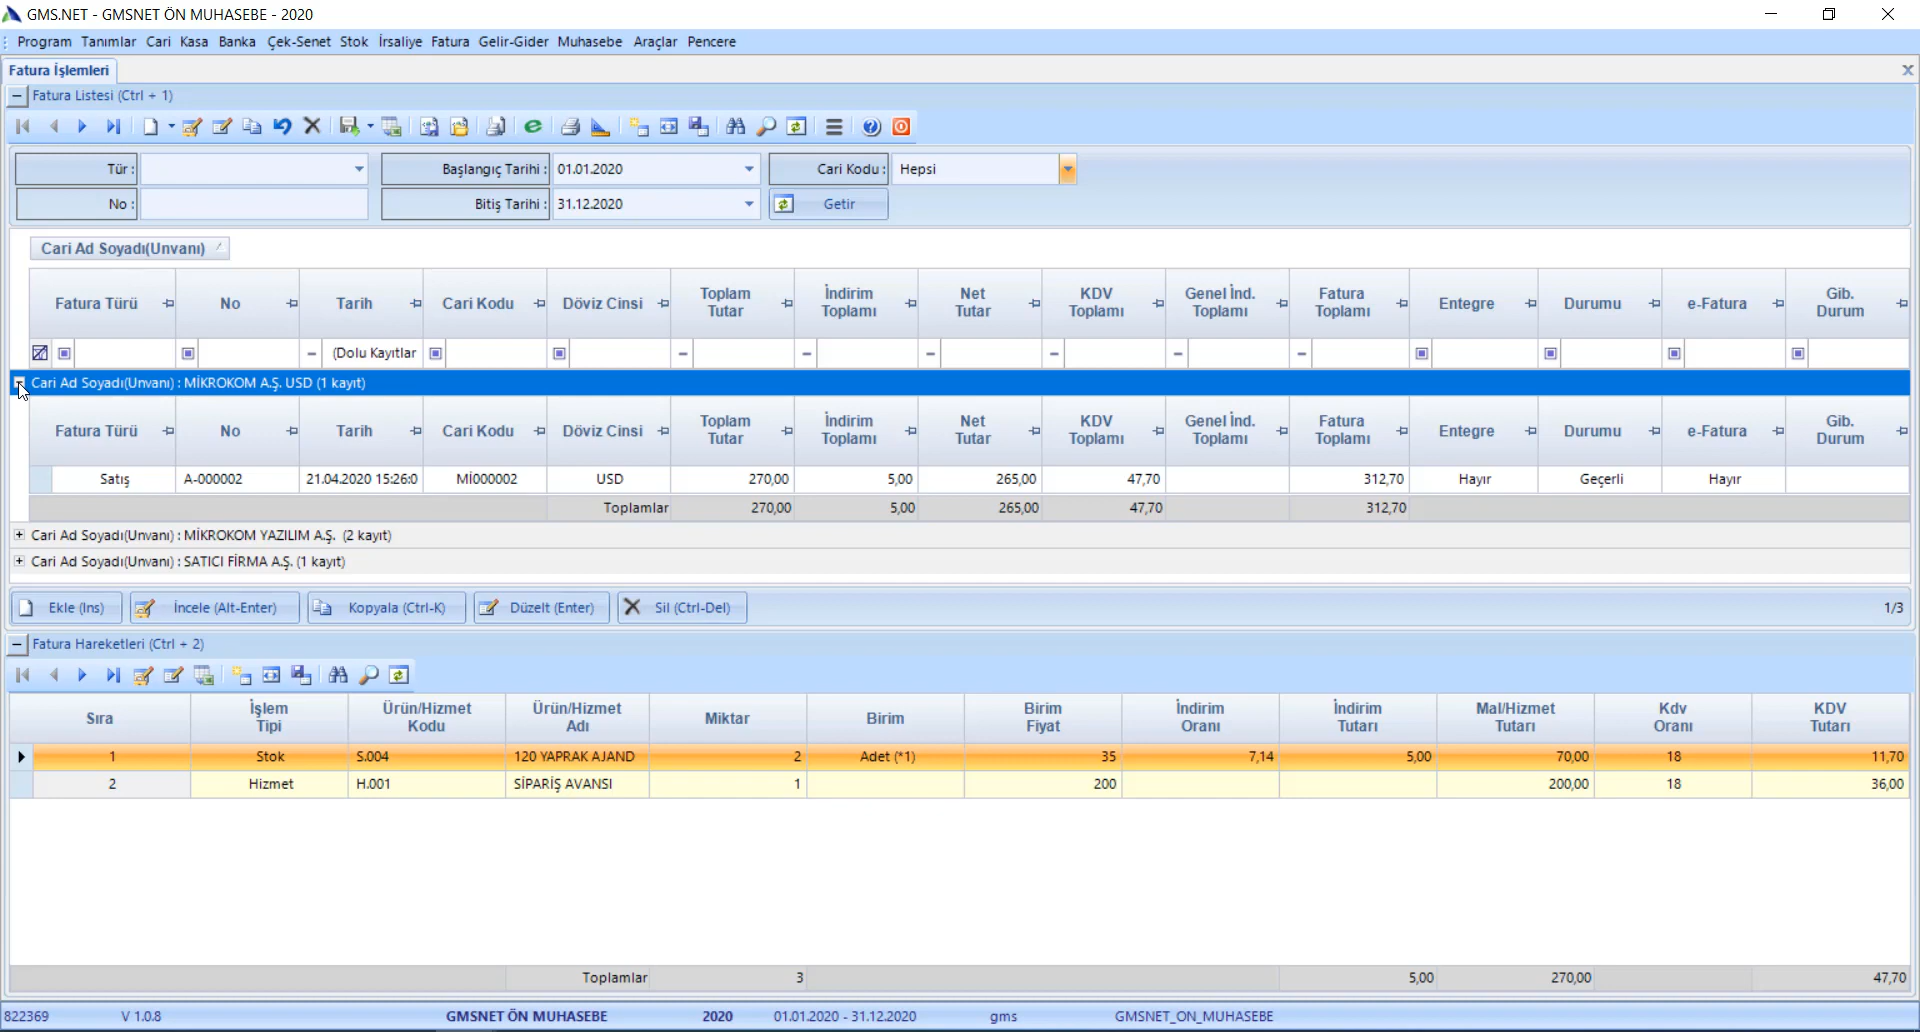 GMS.NET - GMSNET ÖN MUHASEBE - 2020
Program Tanımlar Cari Kasa Banka Çek-Senet Stok İrsaliye Fatura Gelir-Gider Muhasebe Araçlar Pencere
Fatura İşlemleri
Fatura Listesi (Ctrl + 1)
Tür : Başlangıç Tarihi : 01.01.2020 Cari Kodu : Hepsi
No : Bitiş Tarihi : 31.12.2020 Getir
Cari Ad Soyadı(Unvanı)
Fatura Türü No Tarih Cari Kodu Döviz Cinsi Toplam Tutar İndirim Toplamı Net Tutar KDV Toplamı Genel İnd. Toplamı Fatura Toplamı Entegre Durumu e-Fatura Gib. Durum
(Dolu Kayıtlar
Cari Ad Soyadı(Unvanı) : MİKROKOM A.Ş. USD (1 kayıt)
Fatura Türü No Tarih Cari Kodu Döviz Cinsi Toplam Tutar İndirim Toplamı Net Tutar KDV Toplamı Genel İnd. Toplamı Fatura Toplamı Entegre Durumu e-Fatura Gib. Durum
Satış A-000002 21.04.2020 15:26:0 Mİ000002 USD 270,00 5,00 265,00 47,70 312,70 Hayır Geçerli Hayır
Toplamlar 270,00 5,00 265,00 47,70 312,70
Cari Ad Soyadı(Unvanı) : MİKROKOM YAZILIM A.Ş. (2 kayıt)
Cari Ad Soyadı(Unvanı) : SATICI FİRMA A.Ş. (1 kayıt)
Ekle (Ins) İncele (Alt-Enter) Kopyala (Ctrl-K) Düzelt (Enter) Sil (Ctrl-Del) 1/3
Fatura Hareketleri (Ctrl + 2)
Sıra İşlem Tipi Ürün/Hizmet Kodu Ürün/Hizmet Adı Miktar Birim Birim Fiyat İndirim Oranı İndirim Tutarı Mal/Hizmet Tutarı Kdv Oranı KDV Tutarı
1 Stok S.004 120 YAPRAK AJAND 2 Adet (*1) 35 7,14 5,00 70,00 18 11,70
2 Hizmet H.001 SİPARİŞ AVANSI 1 200 200,00 18 36,00
Toplamlar 3 5,00 270,00 47,70
822369 V 1.0.8 GMSNET ÖN MUHASEBE 2020 01.01.2020 - 31.12.2020 gms GMSNET_ON_MUHASEBE